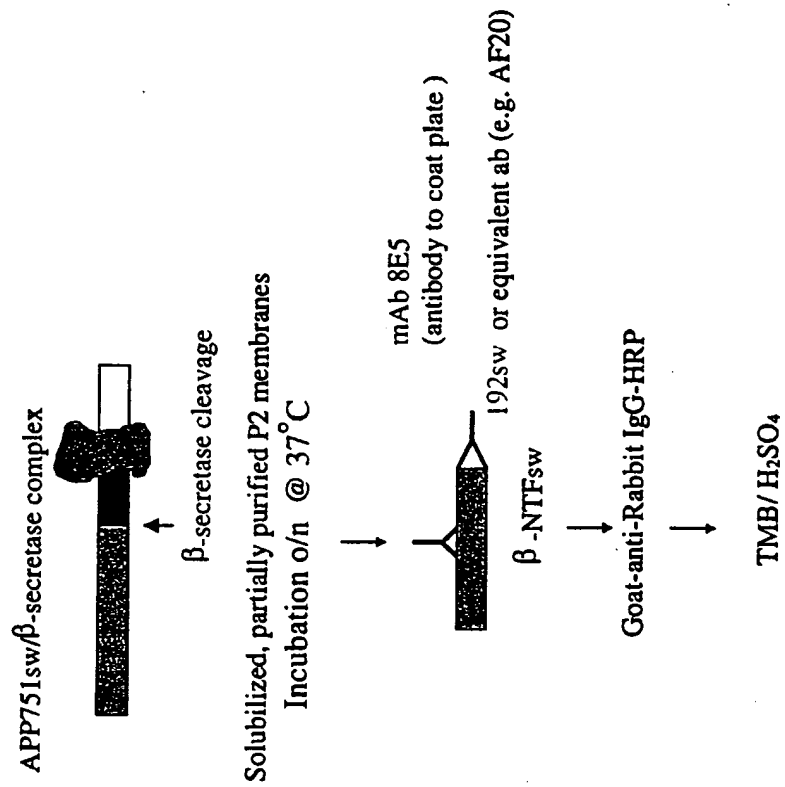 APP751sw/β-secretase complex
β-secretase cleavage
Solubilized, partially purified P2 membranes
Incubation o/n @ 37°C
mAb 8E5
(antibody to coat plate )
192sw or equivalent ab (e.g. AF20)
β -NTFsw
Goat-anti-Rabbit IgG-HRP
TMB/ H₂SO₄